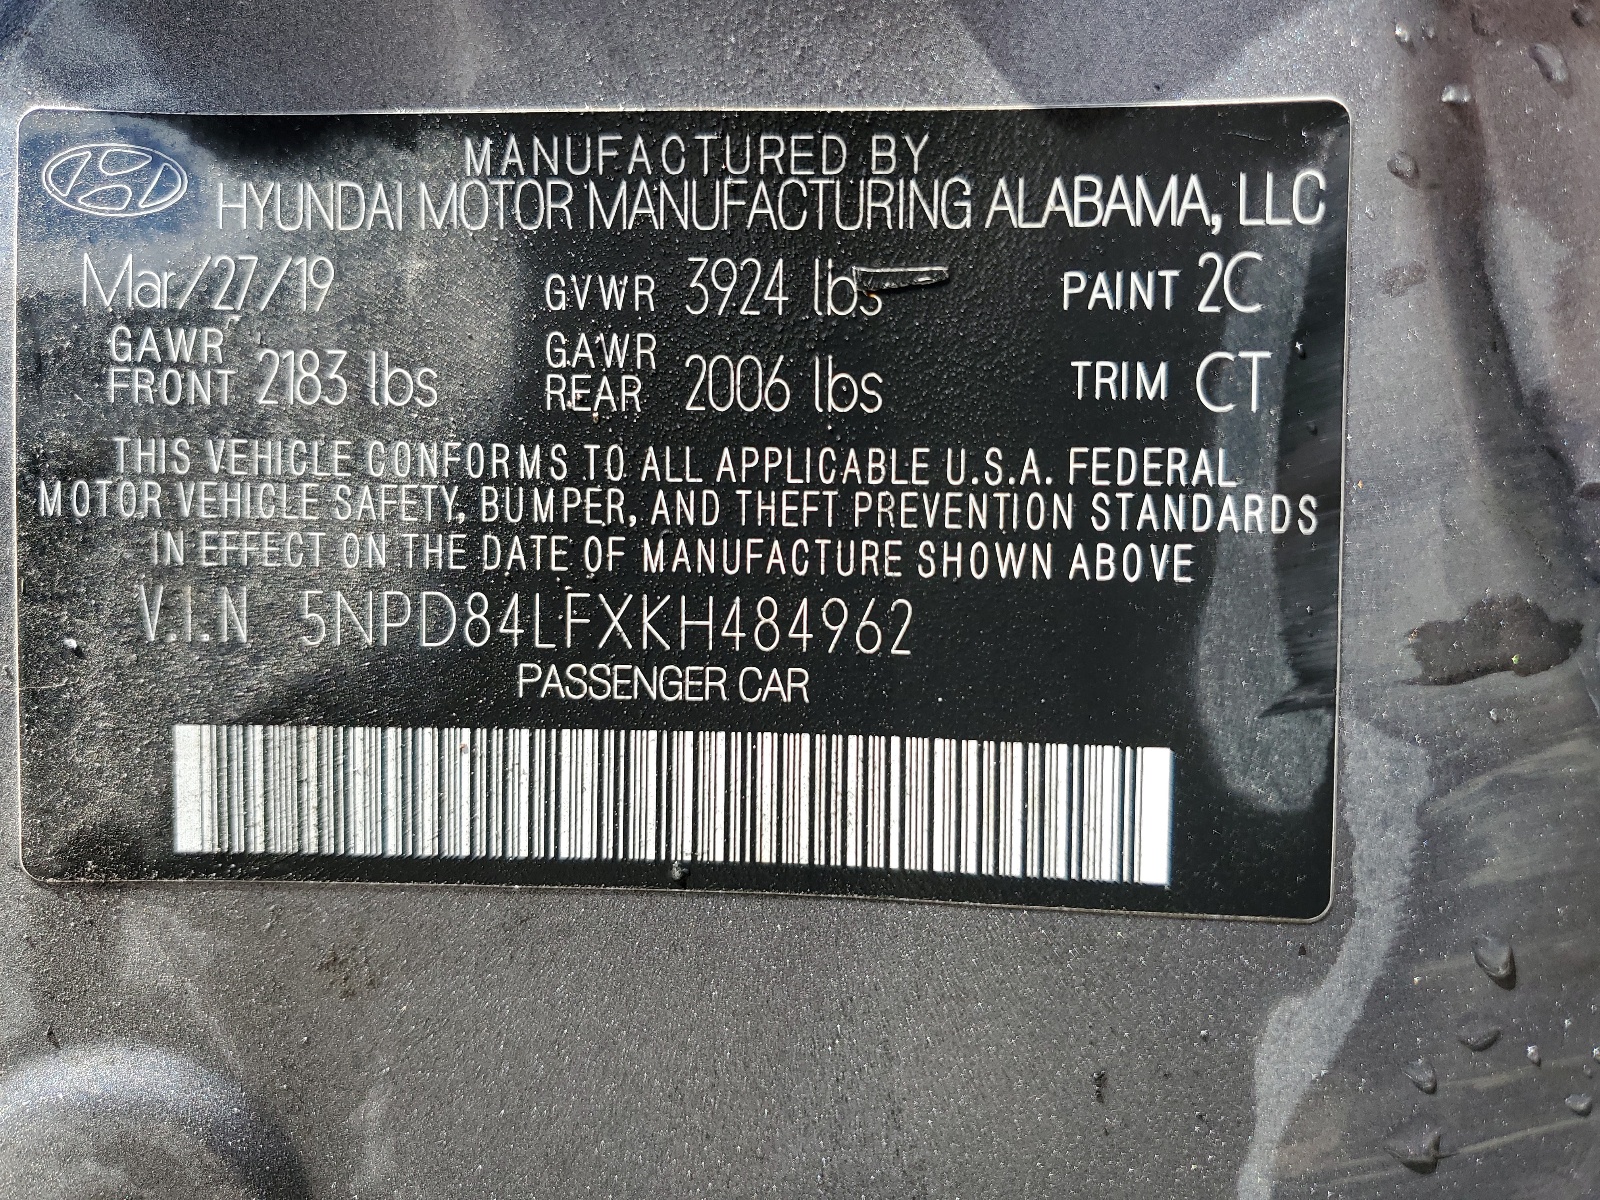 MANUFACTURED BY
HYUNDAI MOTOR MANUFACTURING ALABAMA, LLC
Mar/27/19 GVWR 3924 lbs PAINT 2C
GAWR FRONT 2183 lbs GAWR REAR 2006 lbs TRIM CT
THIS VEHICLE CONFORMS TO ALL APPLICABLE U.S.A. FEDERAL
MOTOR VEHICLE SAFETY, BUMPER, AND THEFT PREVENTION STANDARDS
IN EFFECT ON THE DATE OF MANUFACTURE SHOWN ABOVE
V.I.N 5NPD84LFXKH484962
PASSENGER CAR